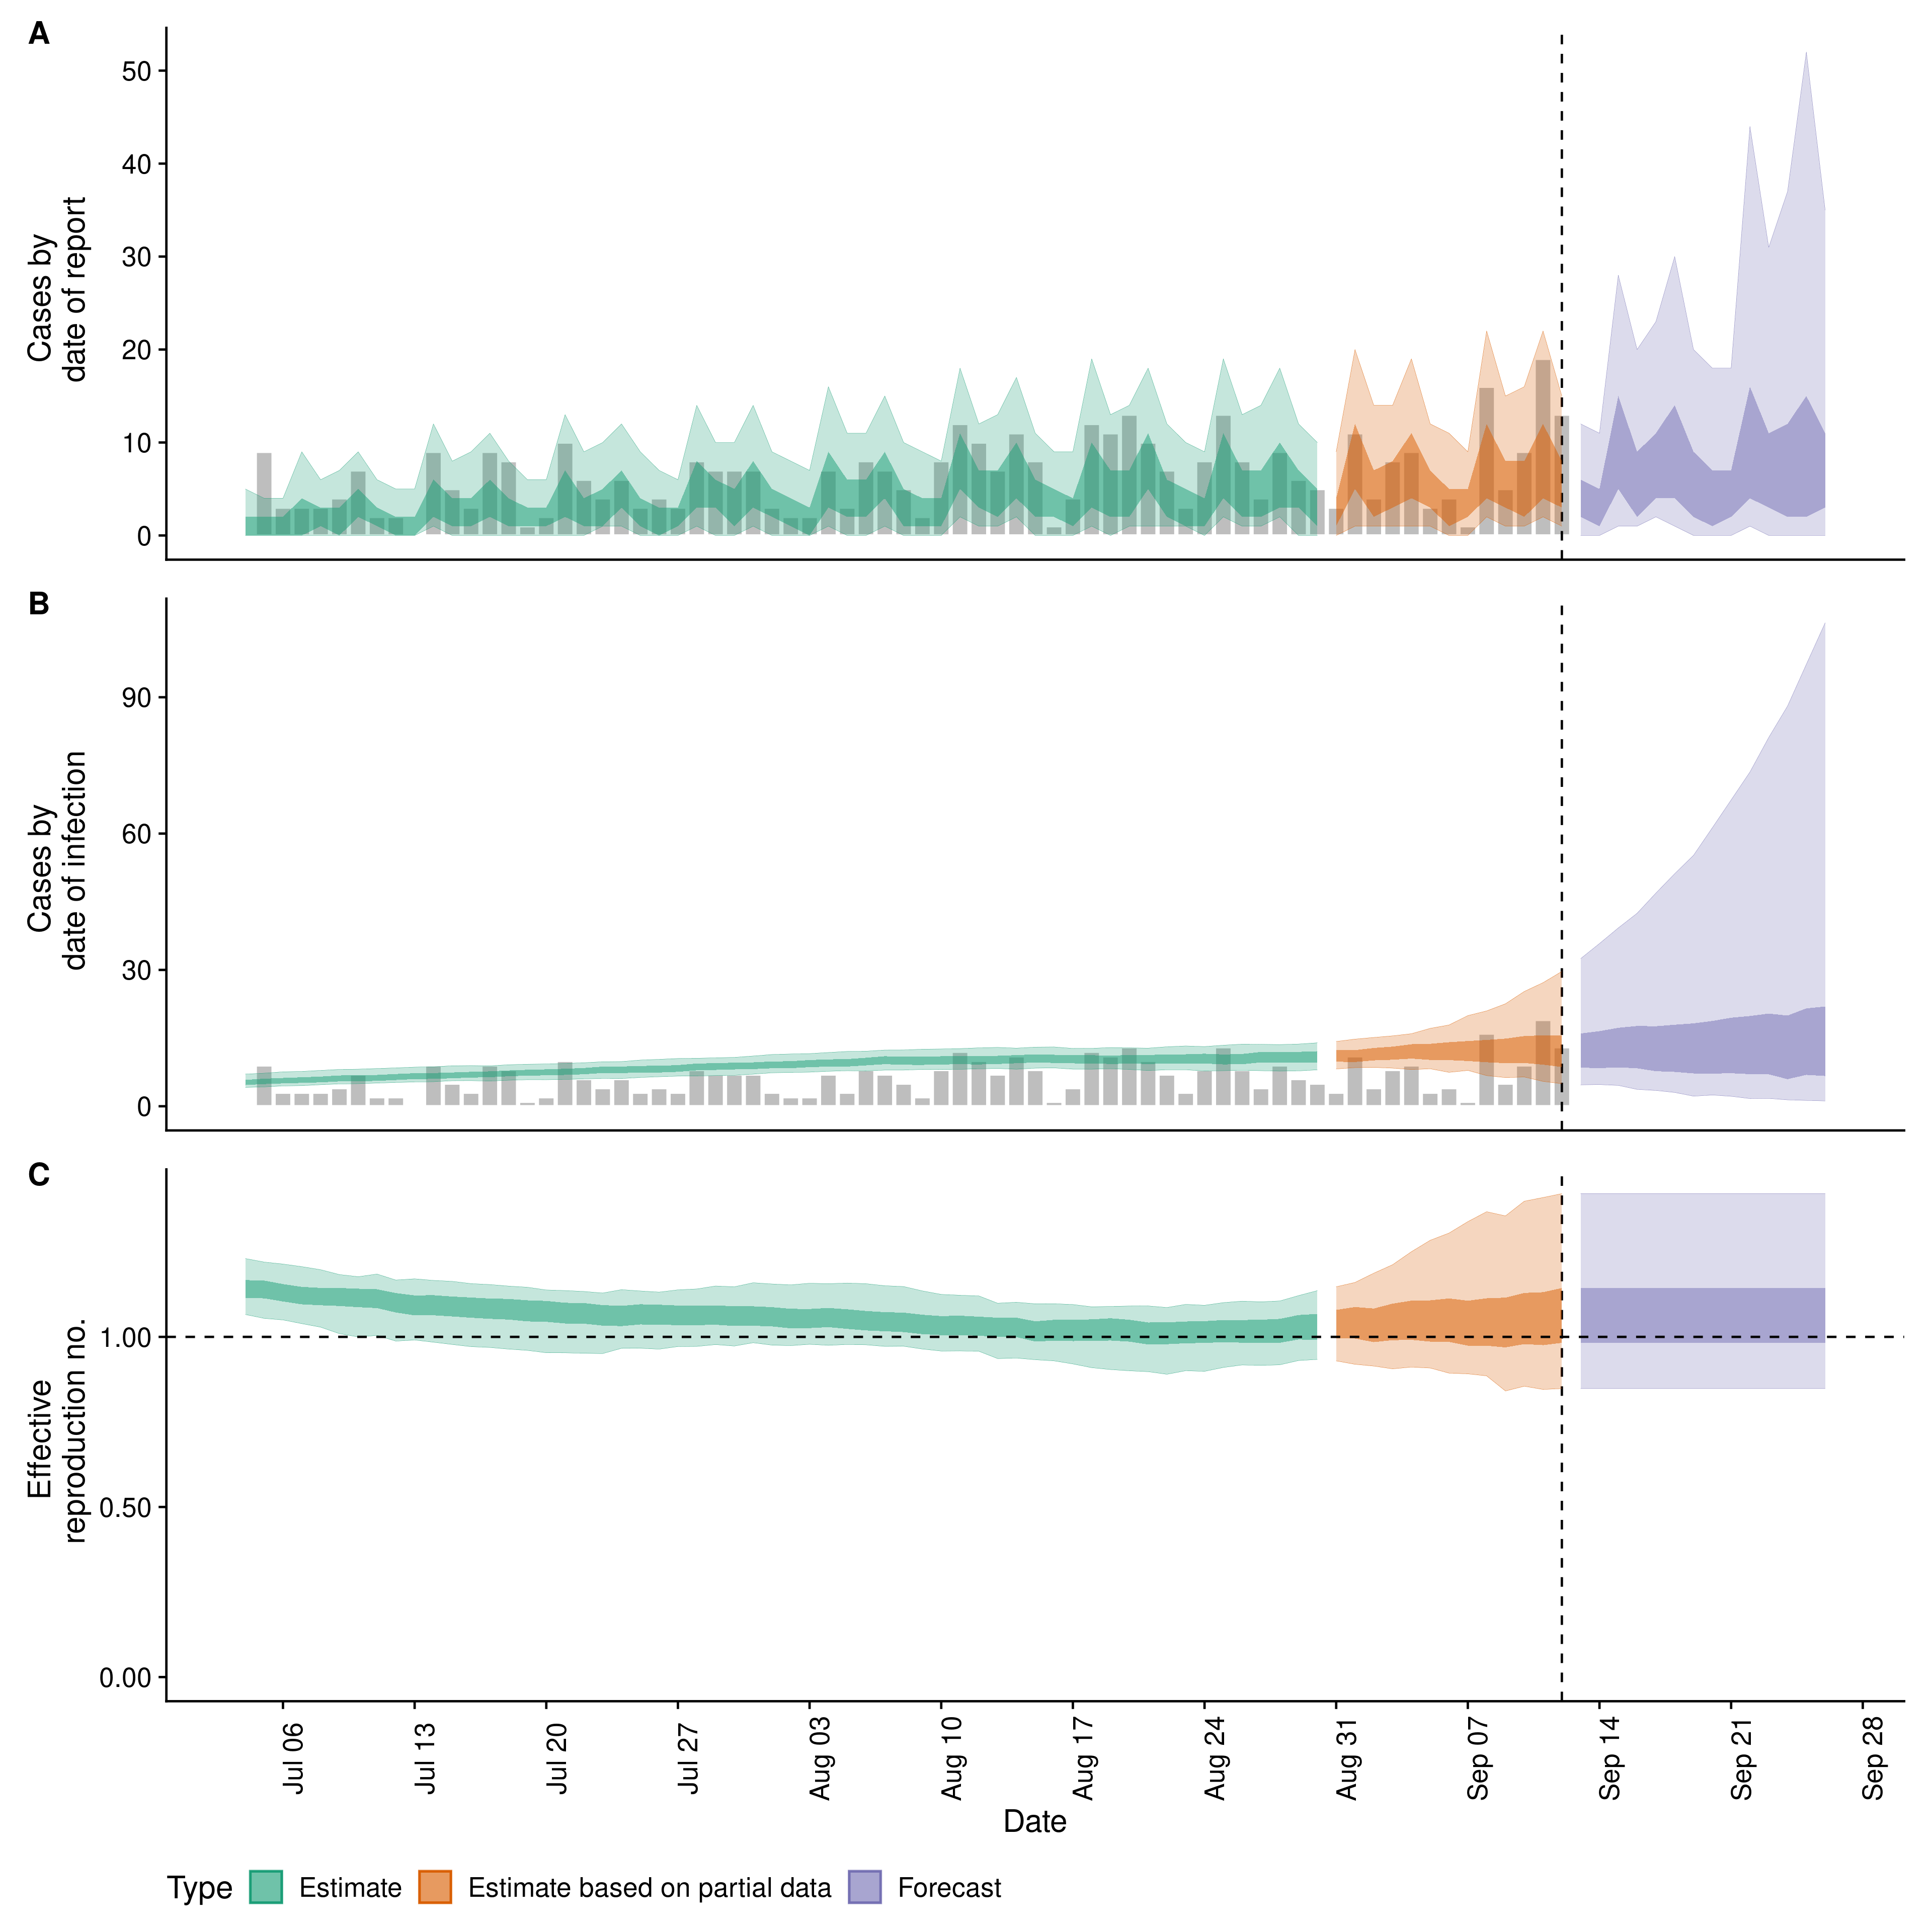 A
50
40
30
20
10
0
Cases by
date of report
B
90
60
30
0
Cases by
date of infection
C
1.00
0.50
0.00
Effective
reproduction no.
Jul 06
Jul 13
Jul 20
Jul 27
Aug 03
Aug 10
Aug 17
Aug 24
Aug 31
Sep 07
Sep 14
Sep 21
Sep 28
Date
Type Estimate Estimate based on partial data Forecast